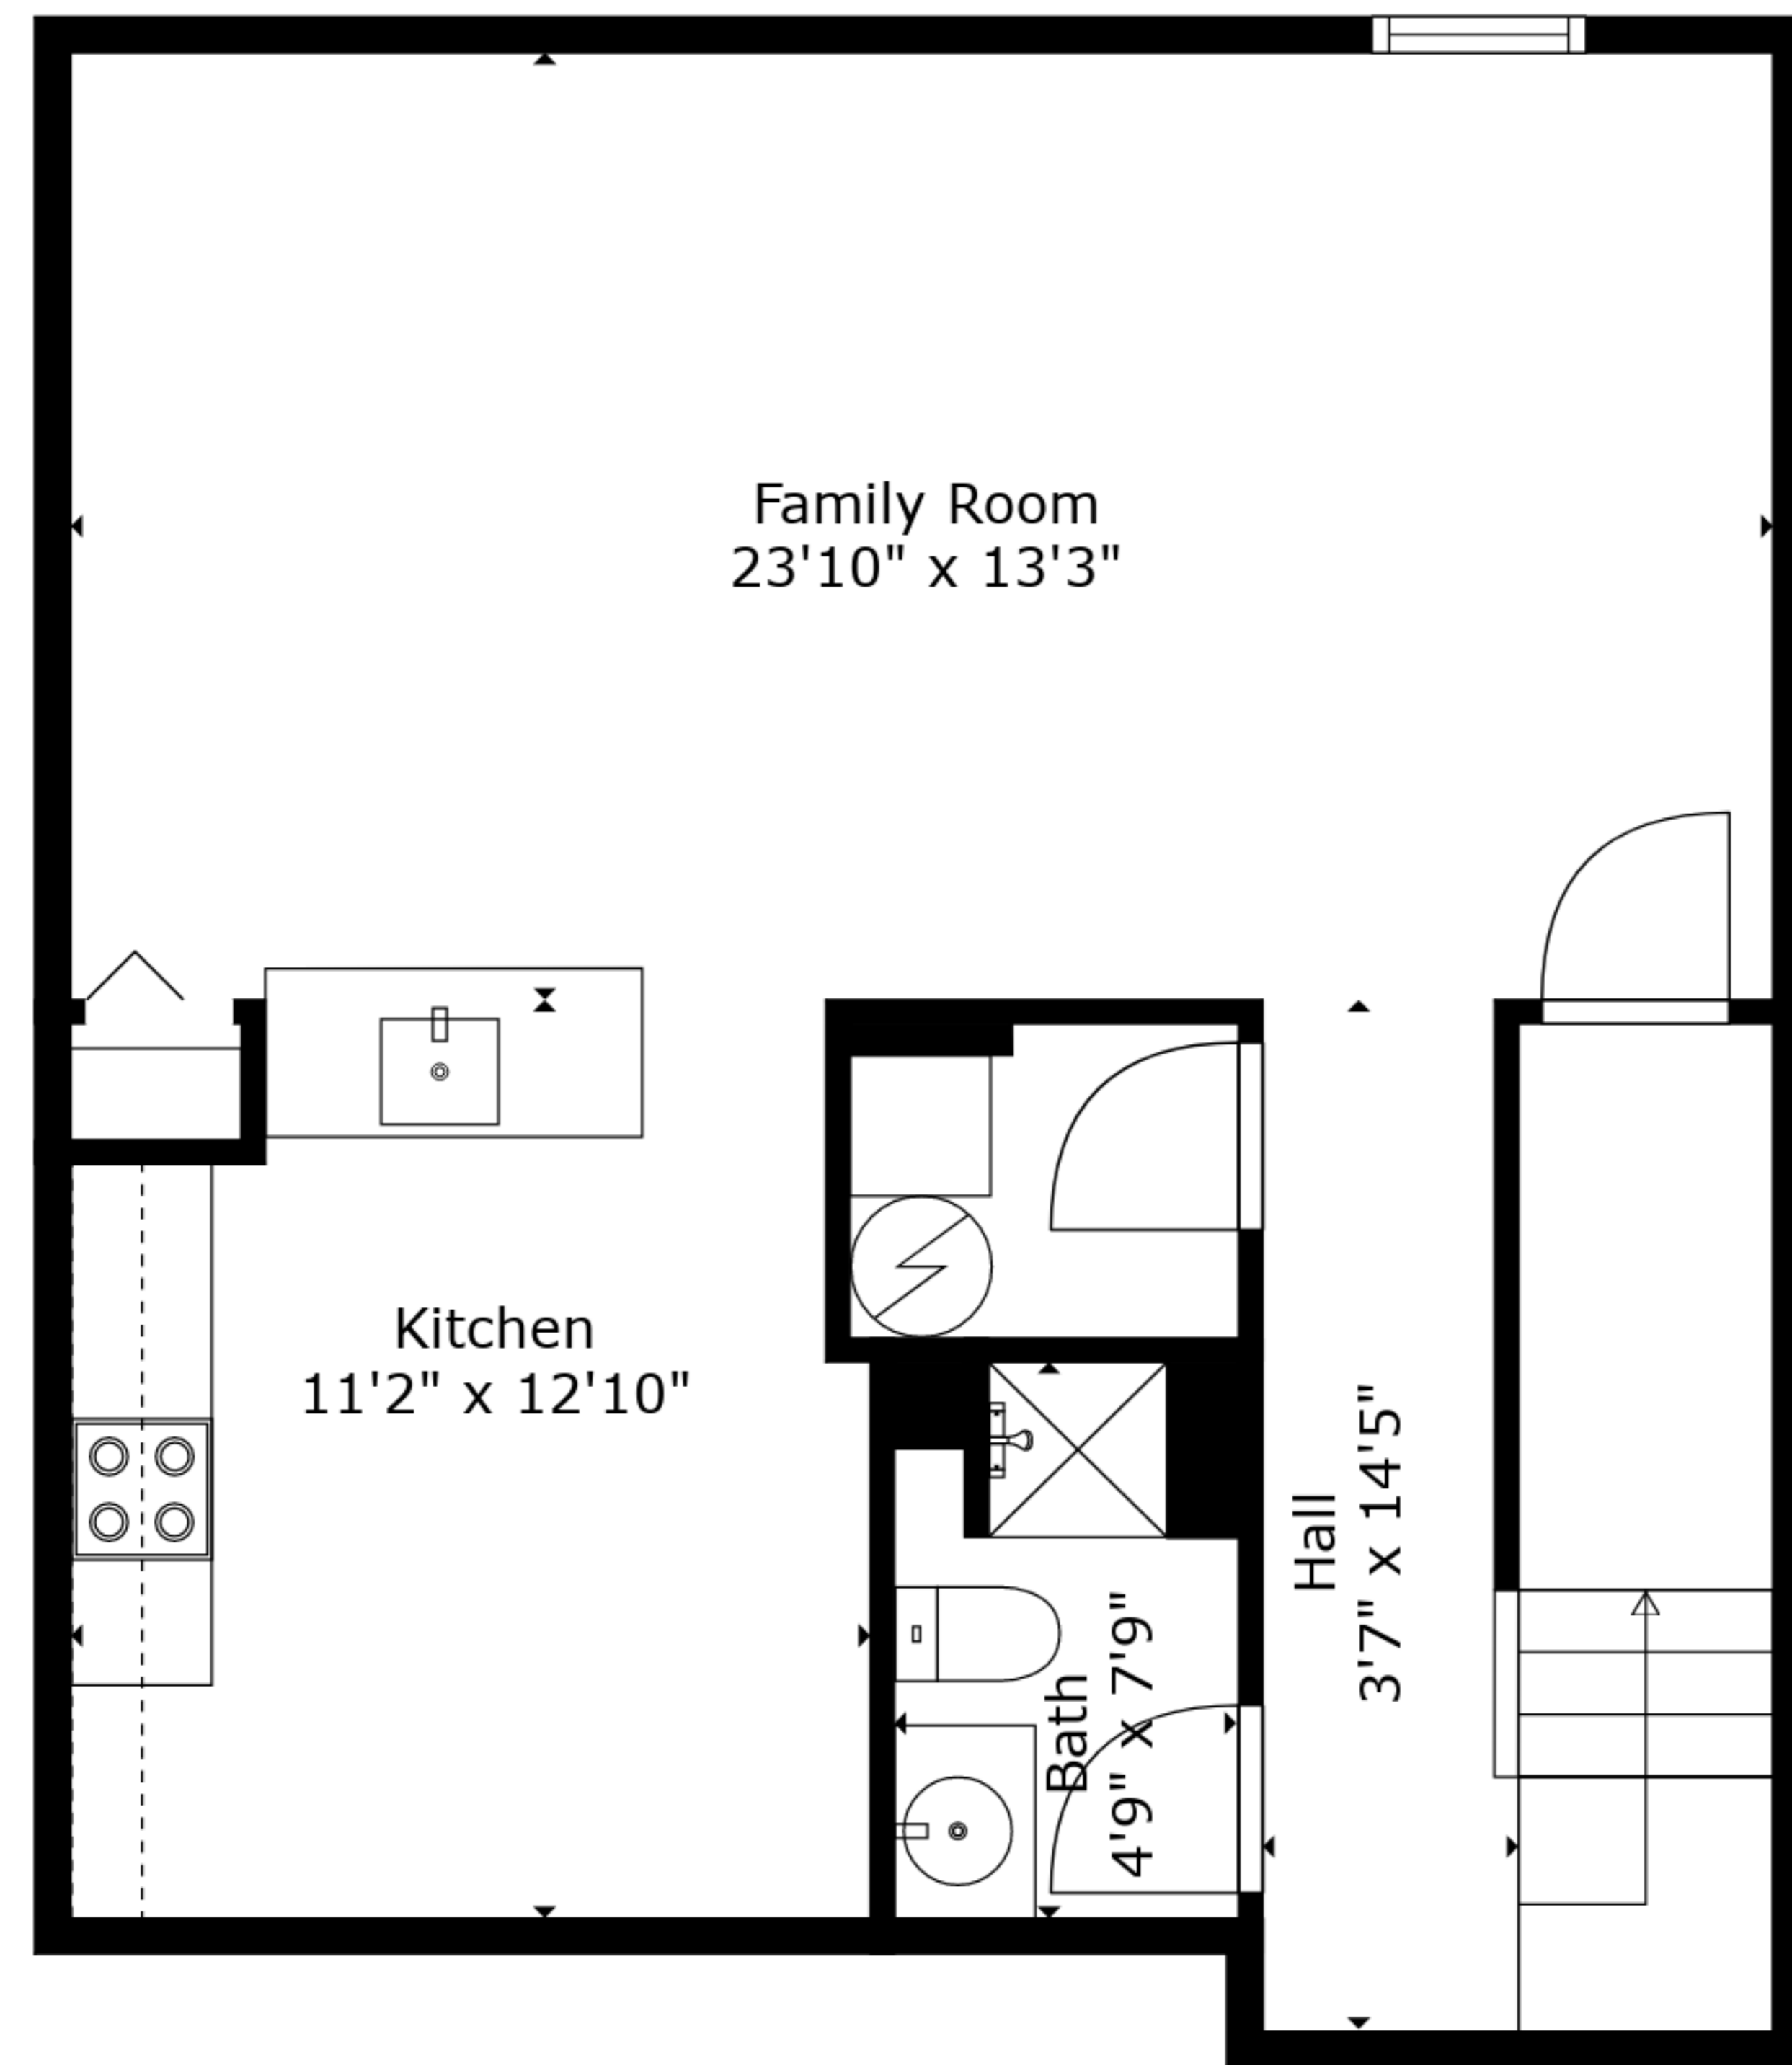 Family Room
23'10" x 13'3"
Kitchen
11'2" x 12'10"
Bath
4'9" x 7'9"
Hall
3'7" x 14'5"